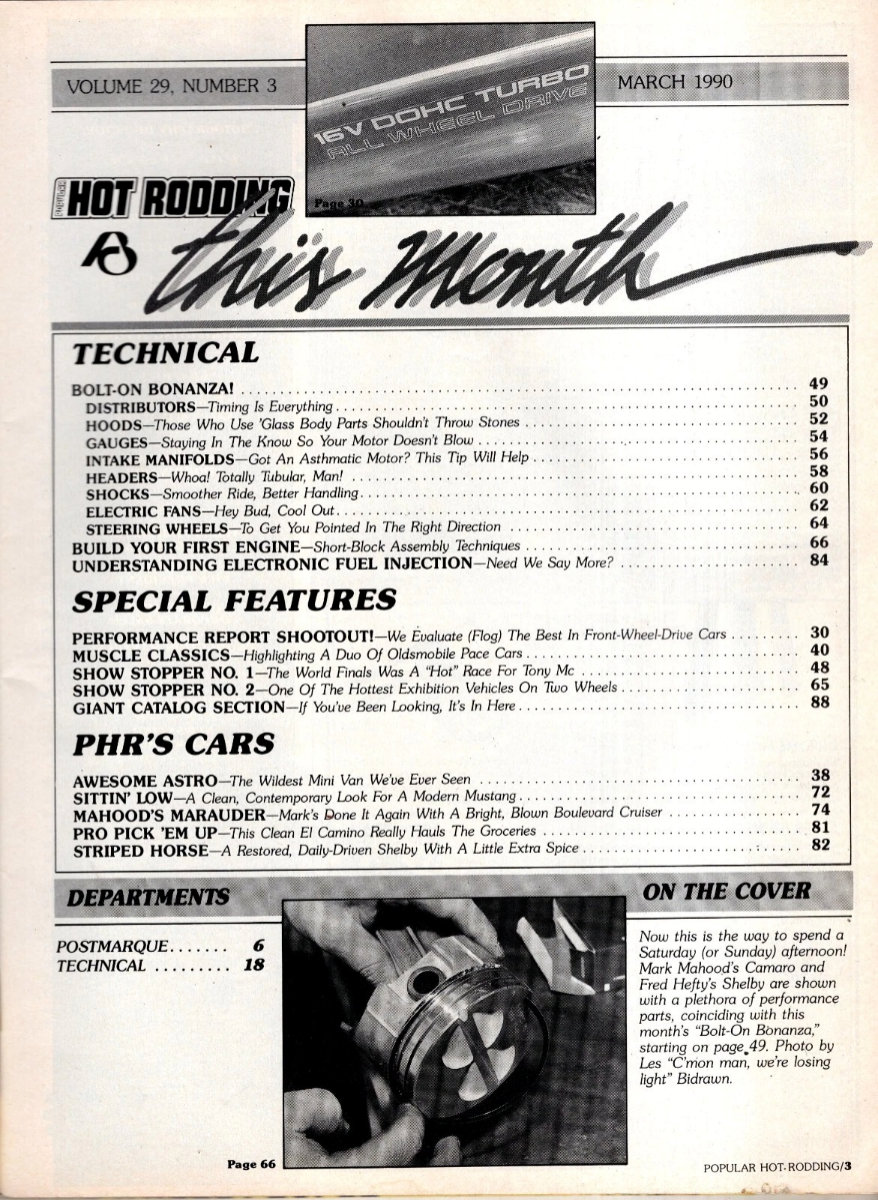 VOLUME 29, NUMBER 3
16V DOHC TURBO
ALL WHEEL DRIVE
Page 30
MARCH 1990
POPULAR HOT RODDING
this Month
TECHNICAL
BOLT-ON BONANZA! 49
DISTRIBUTORS—Timing Is Everything 50
HOODS—Those Who Use 'Glass Body Parts Shouldn't Throw Stones 52
GAUGES—Staying In The Know So Your Motor Doesn't Blow 54
INTAKE MANIFOLDS—Got An Asthmatic Motor? This Tip Will Help 56
HEADERS—Whoa! Totally Tubular, Man! 58
SHOCKS—Smoother Ride, Better Handling 60
ELECTRIC FANS—Hey Bud, Cool Out 62
STEERING WHEELS—To Get You Pointed In The Right Direction 64
BUILD YOUR FIRST ENGINE—Short-Block Assembly Techniques 66
UNDERSTANDING ELECTRONIC FUEL INJECTION—Need We Say More? 84
SPECIAL FEATURES
PERFORMANCE REPORT SHOOTOUT!—We Evaluate (Flog) The Best In Front-Wheel-Drive Cars 30
MUSCLE CLASSICS—Highlighting A Duo Of Oldsmobile Pace Cars 40
SHOW STOPPER NO. 1—The World Finals Was A "Hot" Race For Tony Mc 48
SHOW STOPPER NO. 2—One Of The Hottest Exhibition Vehicles On Two Wheels 65
GIANT CATALOG SECTION—If You've Been Looking, It's In Here 88
PHR'S CARS
AWESOME ASTRO—The Wildest Mini Van We've Ever Seen 38
SITTIN' LOW—A Clean, Contemporary Look For A Modern Mustang 72
MAHOOD'S MARAUDER—Mark's Done It Again With A Bright, Blown Boulevard Cruiser 74
PRO PICK 'EM UP—This Clean El Camino Really Hauls The Groceries 81
STRIPED HORSE—A Restored, Daily-Driven Shelby With A Little Extra Spice 82
DEPARTMENTS
POSTMARQUE 6
TECHNICAL 18
Page 66
ON THE COVER
Now this is the way to spend a
Saturday (or Sunday) afternoon!
Mark Mahood's Camaro and
Fred Hefty's Shelby are shown
with a plethora of performance
parts, coinciding with this
month's "Bolt-On Bonanza,"
starting on page 49. Photo by
Les "C'mon man, we're losing
light" Bidrawn.
POPULAR HOT RODDING/3